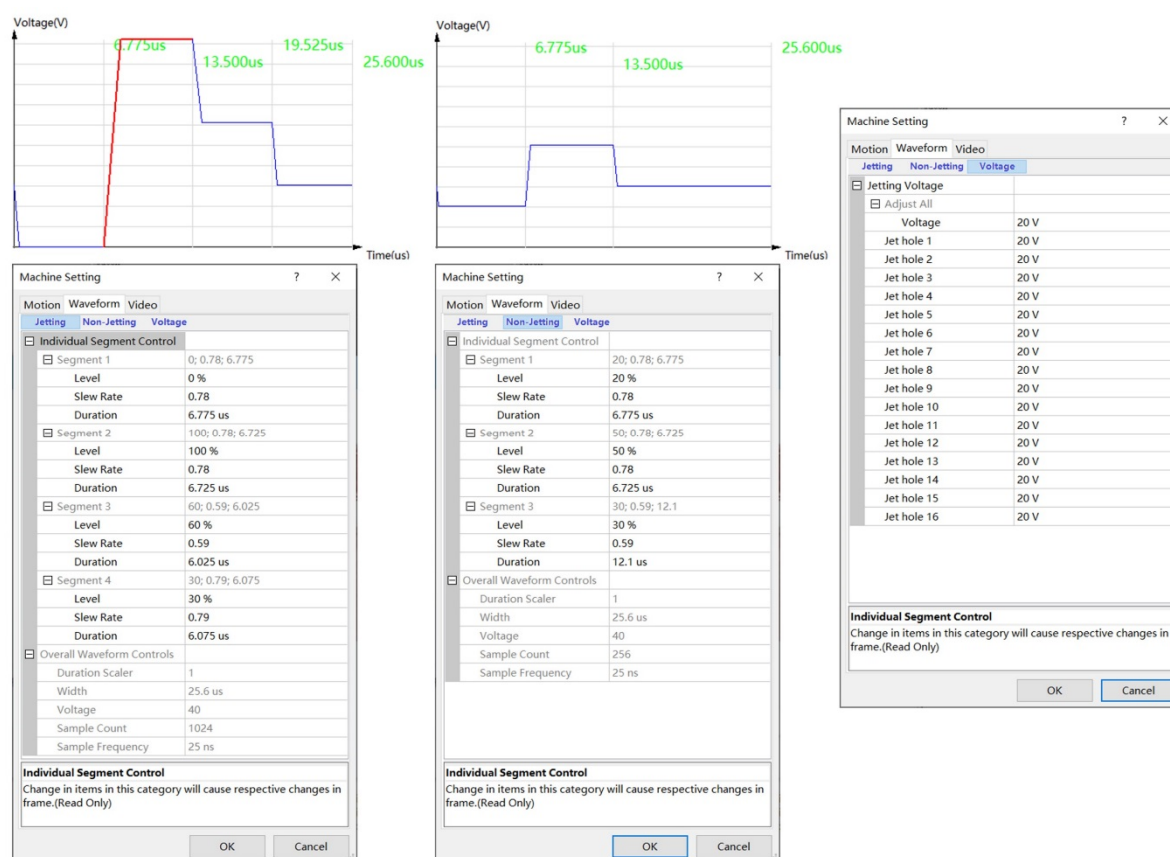 Voltage(V)
6.775us
19.525us
13.500us
25.600us
Time(us)
Voltage(V)
6.775us
25.600us
13.500us
Time(us)
Machine Setting ? ×
Motion Waveform Video
Jetting Non-Jetting Voltage
Individual Segment Control
Segment 1 0; 0.78; 6.775
Level 0 %
Slew Rate 0.78
Duration 6.775 us
Segment 2 100; 0.78; 6.725
Level 100 %
Slew Rate 0.78
Duration 6.725 us
Segment 3 60; 0.59; 6.025
Level 60 %
Slew Rate 0.59
Duration 6.025 us
Segment 4 30; 0.79; 6.075
Level 30 %
Slew Rate 0.79
Duration 6.075 us
Overall Waveform Controls
Duration Scaler 1
Width 25.6 us
Voltage 40
Sample Count 1024
Sample Frequency 25 ns
Individual Segment Control
Change in items in this category will cause respective changes in
frame.(Read Only)
OK Cancel
Machine Setting ? ×
Motion Waveform Video
Jetting Non-Jetting Voltage
Individual Segment Control
Segment 1 20; 0.78; 6.775
Level 20 %
Slew Rate 0.78
Duration 6.775 us
Segment 2 50; 0.78; 6.725
Level 50 %
Slew Rate 0.78
Duration 6.725 us
Segment 3 30; 0.59; 12.1
Level 30 %
Slew Rate 0.59
Duration 12.1 us
Overall Waveform Controls
Duration Scaler 1
Width 25.6 us
Voltage 40
Sample Count 256
Sample Frequency 25 ns
Individual Segment Control
Change in items in this category will cause respective changes in
frame.(Read Only)
OK Cancel
Machine Setting ? ×
Motion Waveform Video
Jetting Non-Jetting Voltage
Jetting Voltage
Adjust All
Voltage 20 V
Jet hole 1 20 V
Jet hole 2 20 V
Jet hole 3 20 V
Jet hole 4 20 V
Jet hole 5 20 V
Jet hole 6 20 V
Jet hole 7 20 V
Jet hole 8 20 V
Jet hole 9 20 V
Jet hole 10 20 V
Jet hole 11 20 V
Jet hole 12 20 V
Jet hole 13 20 V
Jet hole 14 20 V
Jet hole 15 20 V
Jet hole 16 20 V
Individual Segment Control
Change in items in this category will cause respective changes in
frame.(Read Only)
OK Cancel